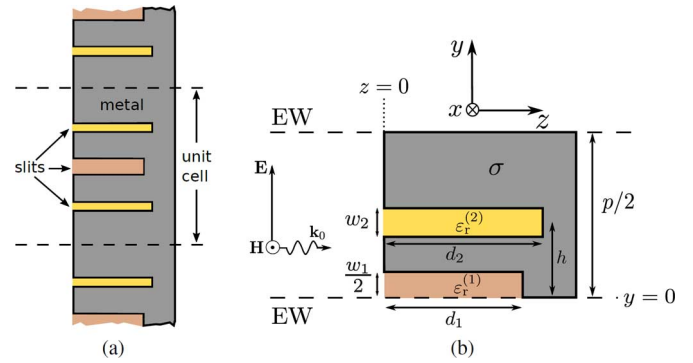 metal
slits
unit
cell
(a)
y
z = 0
x
z
EW
E
σ
H
k₀
w₂
εᵣ⁽²⁾
d₂
h
p/2
w₁
2
εᵣ⁽¹⁾
y = 0
EW
d₁
(b)